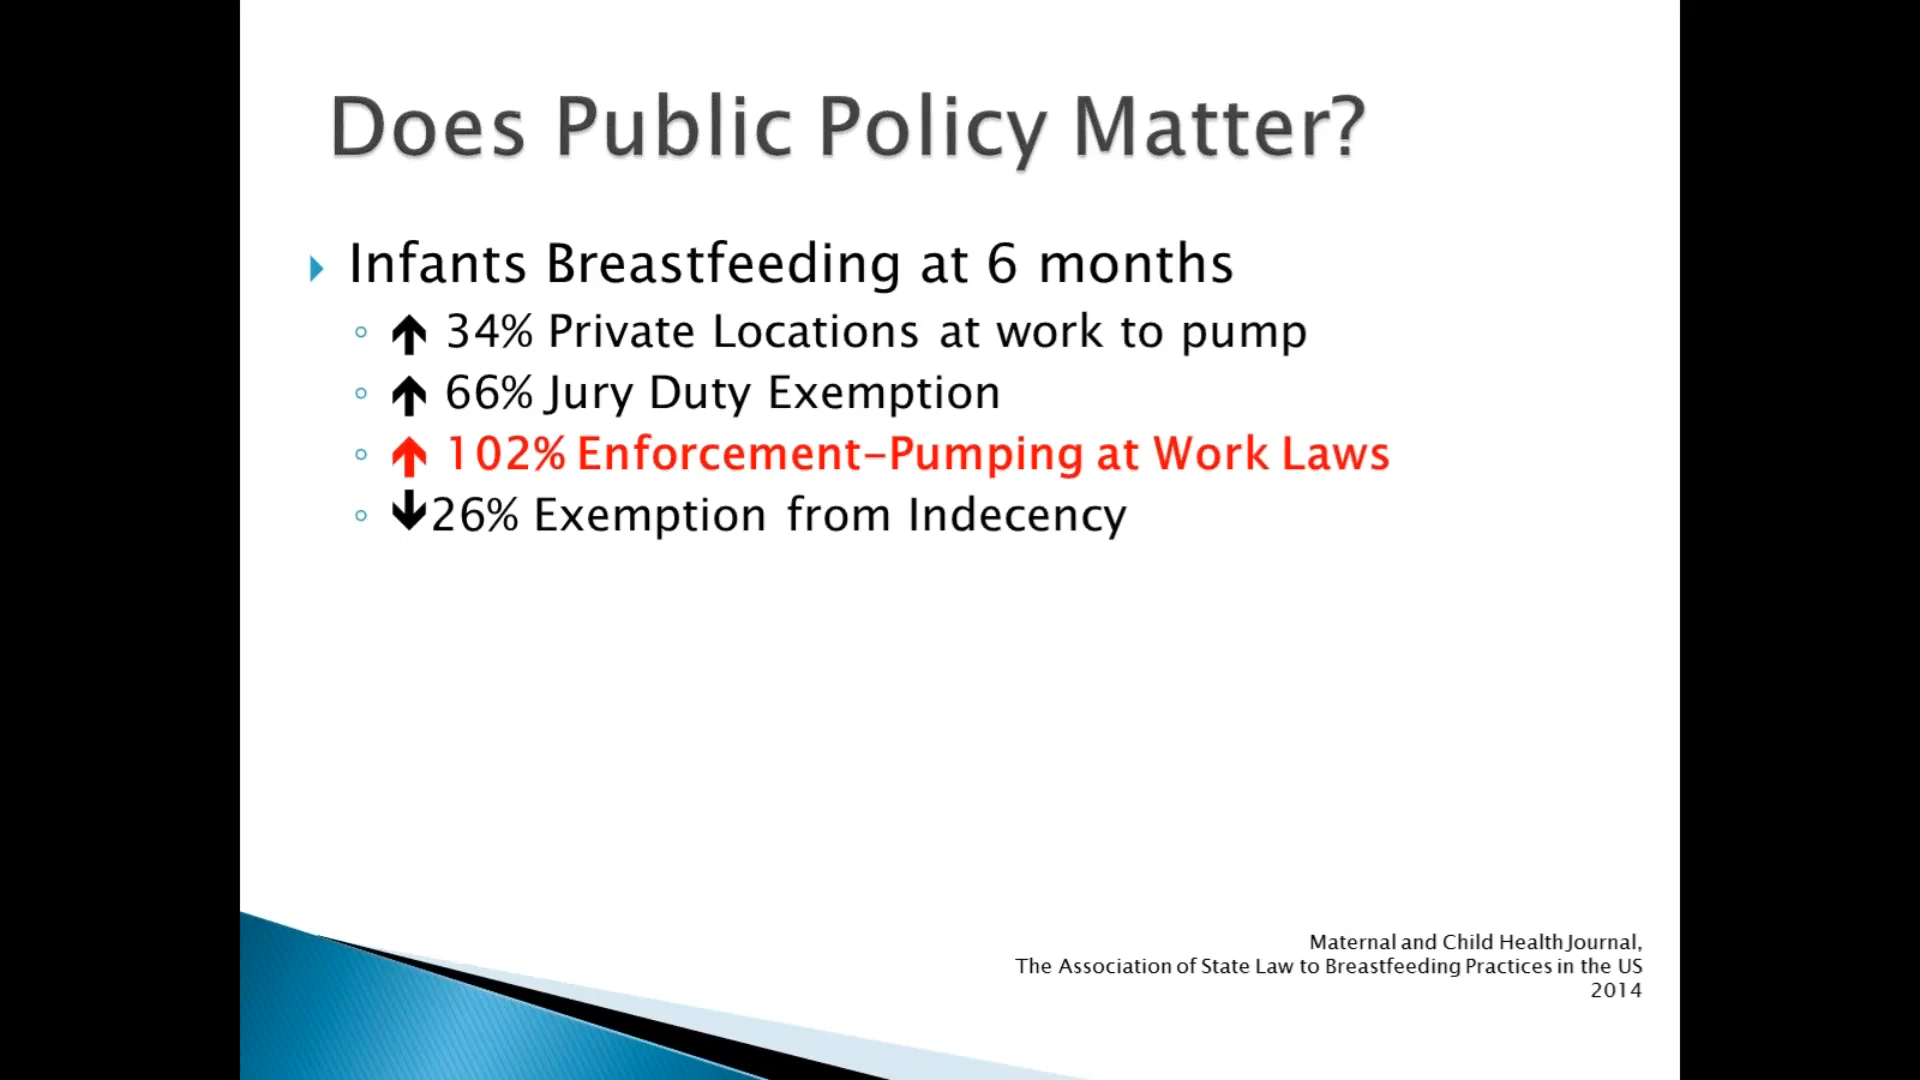 Does Public Policy Matter?
Infants Breastfeeding at 6 months
↑ 34% Private Locations at work to pump
↑ 66% Jury Duty Exemption
↑ 102% Enforcement-Pumping at Work Laws
↓26% Exemption from Indecency
Maternal and Child Health Journal,
The Association of State Law to Breastfeeding Practices in the US
2014